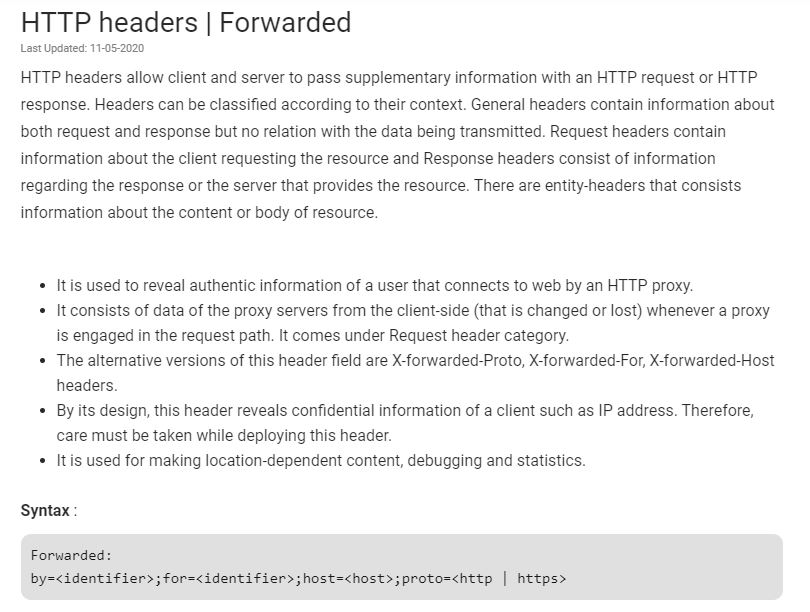 HTTP headers | Forwarded
Last Updated: 11-05-2020
HTTP headers allow client and server to pass supplementary information with an HTTP request or HTTP
response. Headers can be classified according to their context. General headers contain information about
both request and response but no relation with the data being transmitted. Request headers contain
information about the client requesting the resource and Response headers consist of information
regarding the response or the server that provides the resource. There are entity-headers that consists
information about the content or body of resource.
• It is used to reveal authentic information of a user that connects to web by an HTTP proxy.
• It consists of data of the proxy servers from the client-side (that is changed or lost) whenever a proxy
is engaged in the request path. It comes under Request header category.
• The alternative versions of this header field are X-forwarded-Proto, X-forwarded-For, X-forwarded-Host
headers.
• By its design, this header reveals confidential information of a client such as IP address. Therefore,
care must be taken while deploying this header.
• It is used for making location-dependent content, debugging and statistics.
Syntax :
Forwarded:
by=<identifier>;for=<identifier>;host=<host>;proto=<http | https>